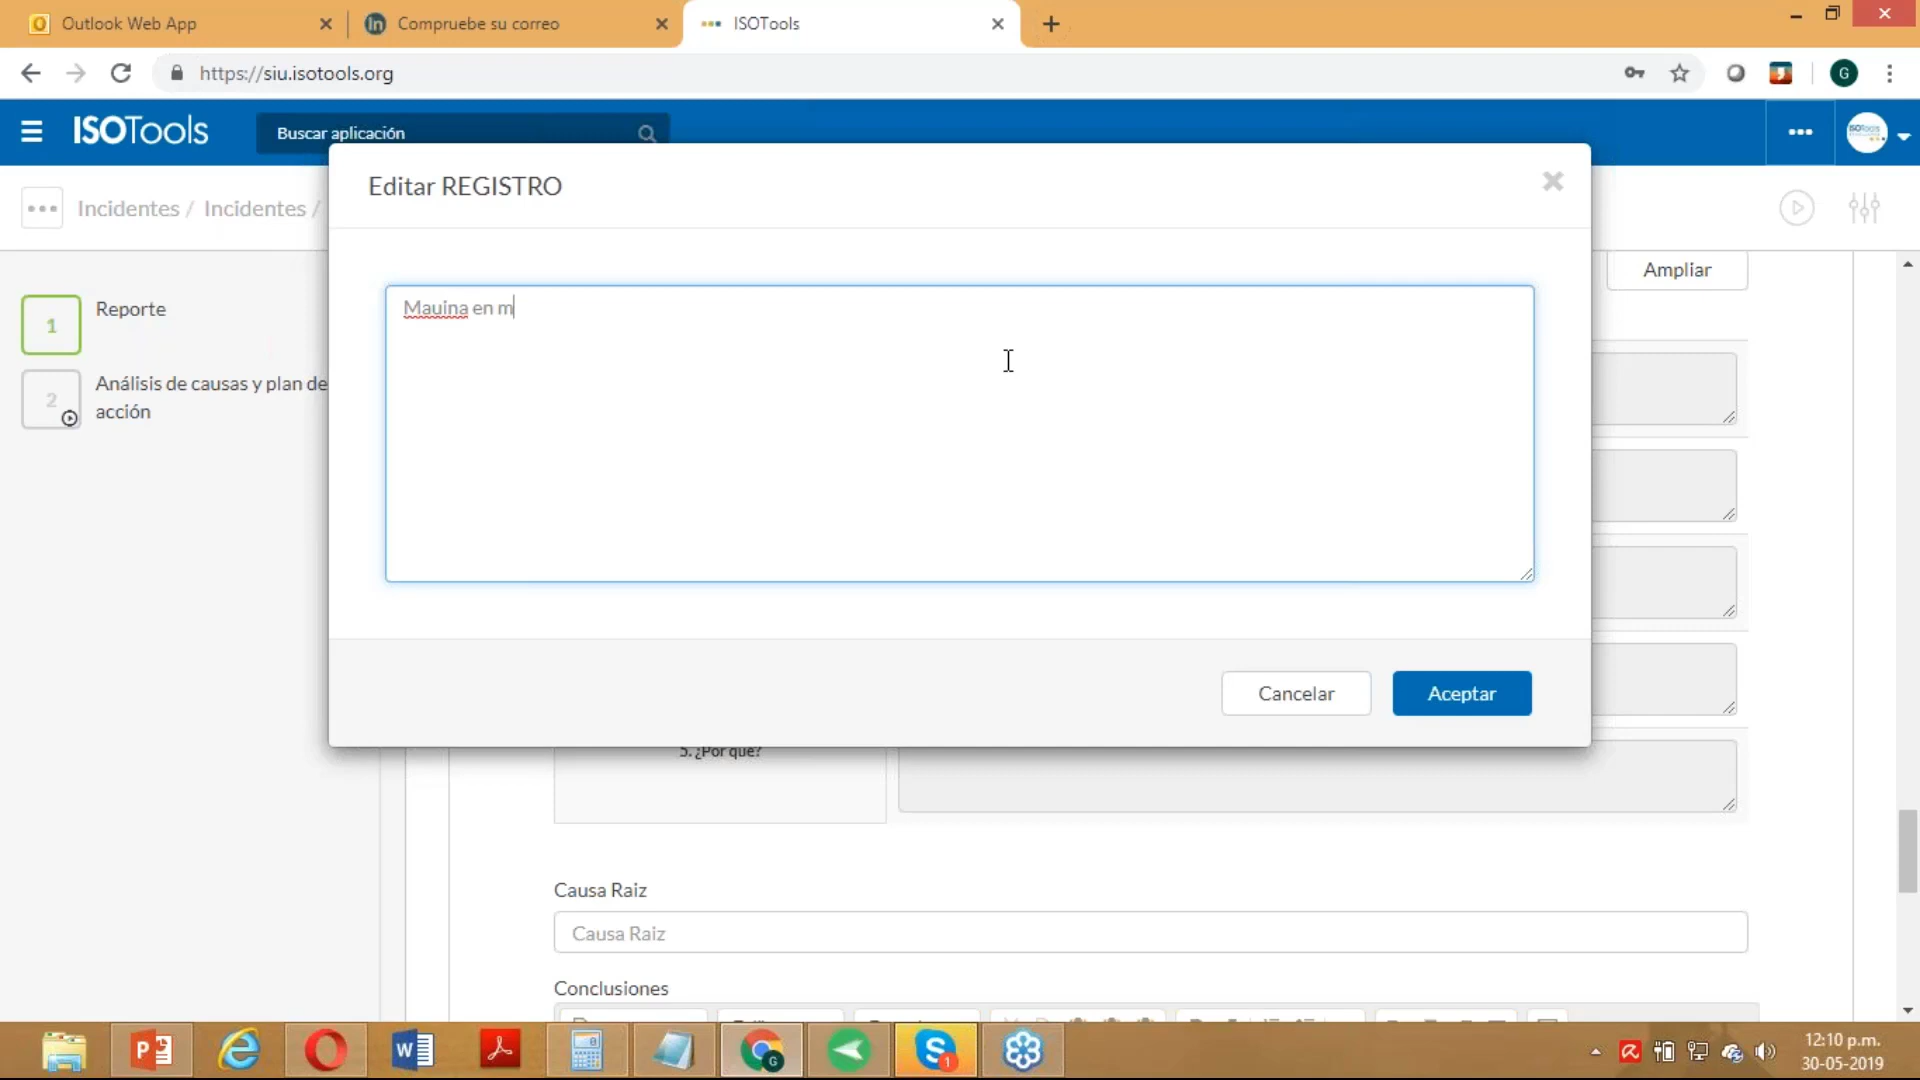 Outlook Web App
Compruebe su correo
ISOTools
https://siu.isotools.org
G
ISOTools
Buscar aplicación
Editar REGISTRO
Incidentes / Incidentes /
Ampliar
1 Reporte
Mauina en m
2 Análisis de causas y plan de
acción
Cancelar
Aceptar
5. ¿Por qué?
Causa Raiz
Causa Raiz
Conclusiones
12:10 p.m.
30-05-2019